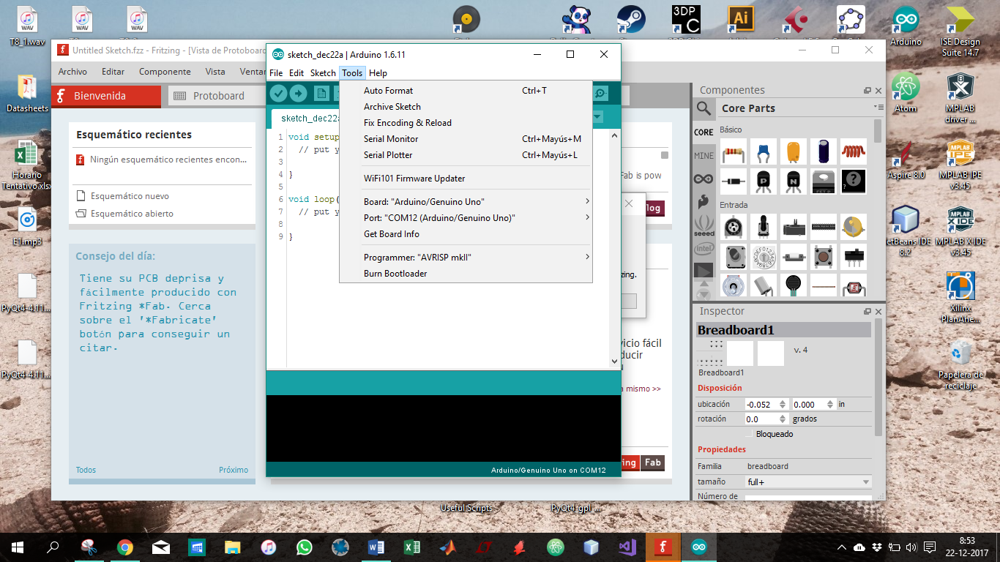 T8_1.wav
3DP
C
Ai
Arduino
ISE Design
Suite 14.7
Datasheets
Atom
MPLAB
driver ...
Horario
Tentativo.xlsx
Aspire 8.0
MPLAB IPE
v3.45
E1.mp3
8.2
MPLAB X IDE
v3.45
PyQt4-4.11...
Xilinx
PlanAhe...
PyQt4-4.11...
Papelera de
reciclaje
Useful Scripts
PyQt4_gpl_...
Untitled Sketch.fzz - Fritzing - [Vista de Protoboard
Archivo Editar Componente Vista Ventan
Bienvenida
Protoboard
Esquemático recientes
Ningún esquemático recientes encon...
Esquemático nuevo
Esquemático abierto
Consejo del día:
Tiene su PCB deprisa y
fácilmente producido con
Fritzing *Fab. Cerca
sobre el '*Fabricate'
botón para conseguir un
citar.
Todos Próximo
sketch_dec22a | Arduino 1.6.11
File Edit Sketch Tools Help
sketch_dec22a
1 void setup
2 // put y
3
4 }
5
6 void loop(
7 // put y
8
9 }
Auto Format Ctrl+T
Archive Sketch
Fix Encoding & Reload
Serial Monitor Ctrl+Mayús+M
Serial Plotter Ctrl+Mayús+L
WiFi101 Firmware Updater
Board: "Arduino/Genuino Uno"
Port: "COM12 (Arduino/Genuino Uno)"
Get Board Info
Programmer: "AVRISP mkII"
Burn Bootloader
Arduino/Genuino Uno on COM12
Fab is pow
log
zing.
vicio fácil
ducir
a mismo >>
ing Fab
Componentes
Core Parts
CORE
MINE
seeed
intel
Básico
Entrada
Inspector
Breadboard1
v. 4
Breadboard1
Disposición
ubicación -0.052 0.000 in
rotación 0.0 grados
Bloqueado
Propiedades
Familia breadboard
tamaño full+
Número de
8:53
22-12-2017